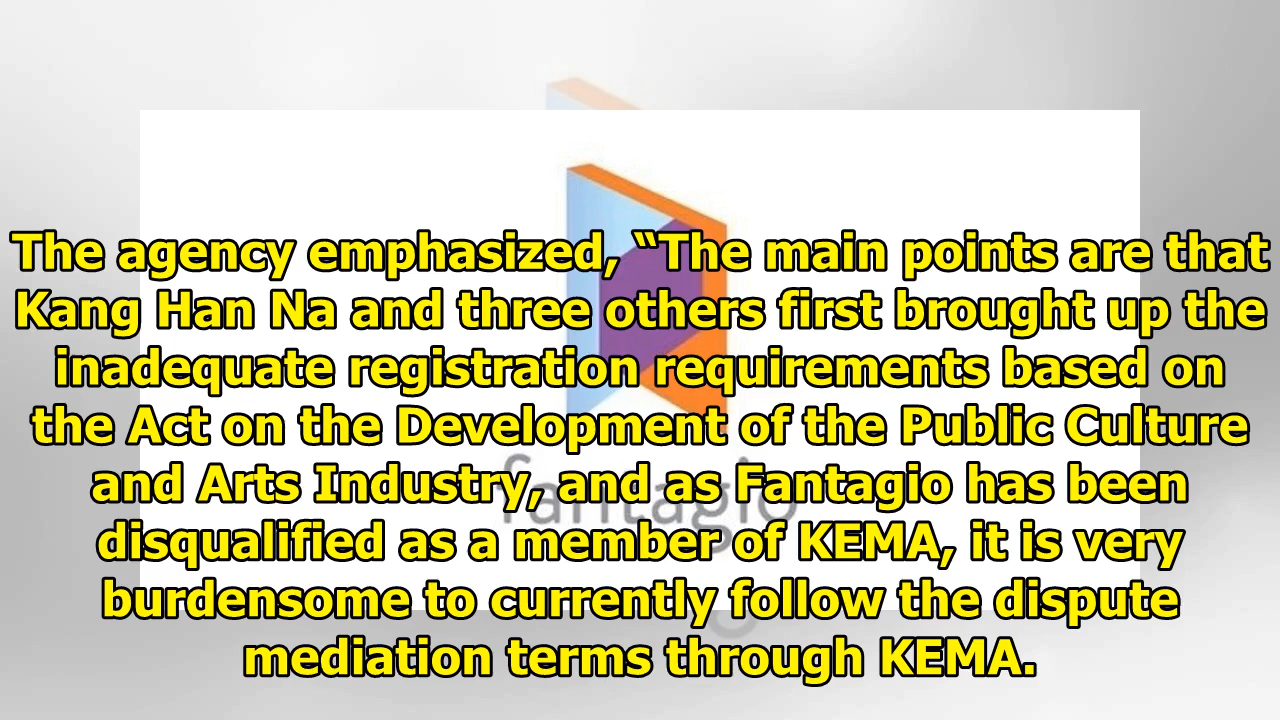 The agency emphasized, “The main points are that
Kang Han Na and three others first brought up the
inadequate registration requirements based on
the Act on the Development of the Public Culture
and Arts Industry, and as Fantagio has been
disqualified as a member of KEMA, it is very
burdensome to currently follow the dispute
mediation terms through KEMA.
fantagio